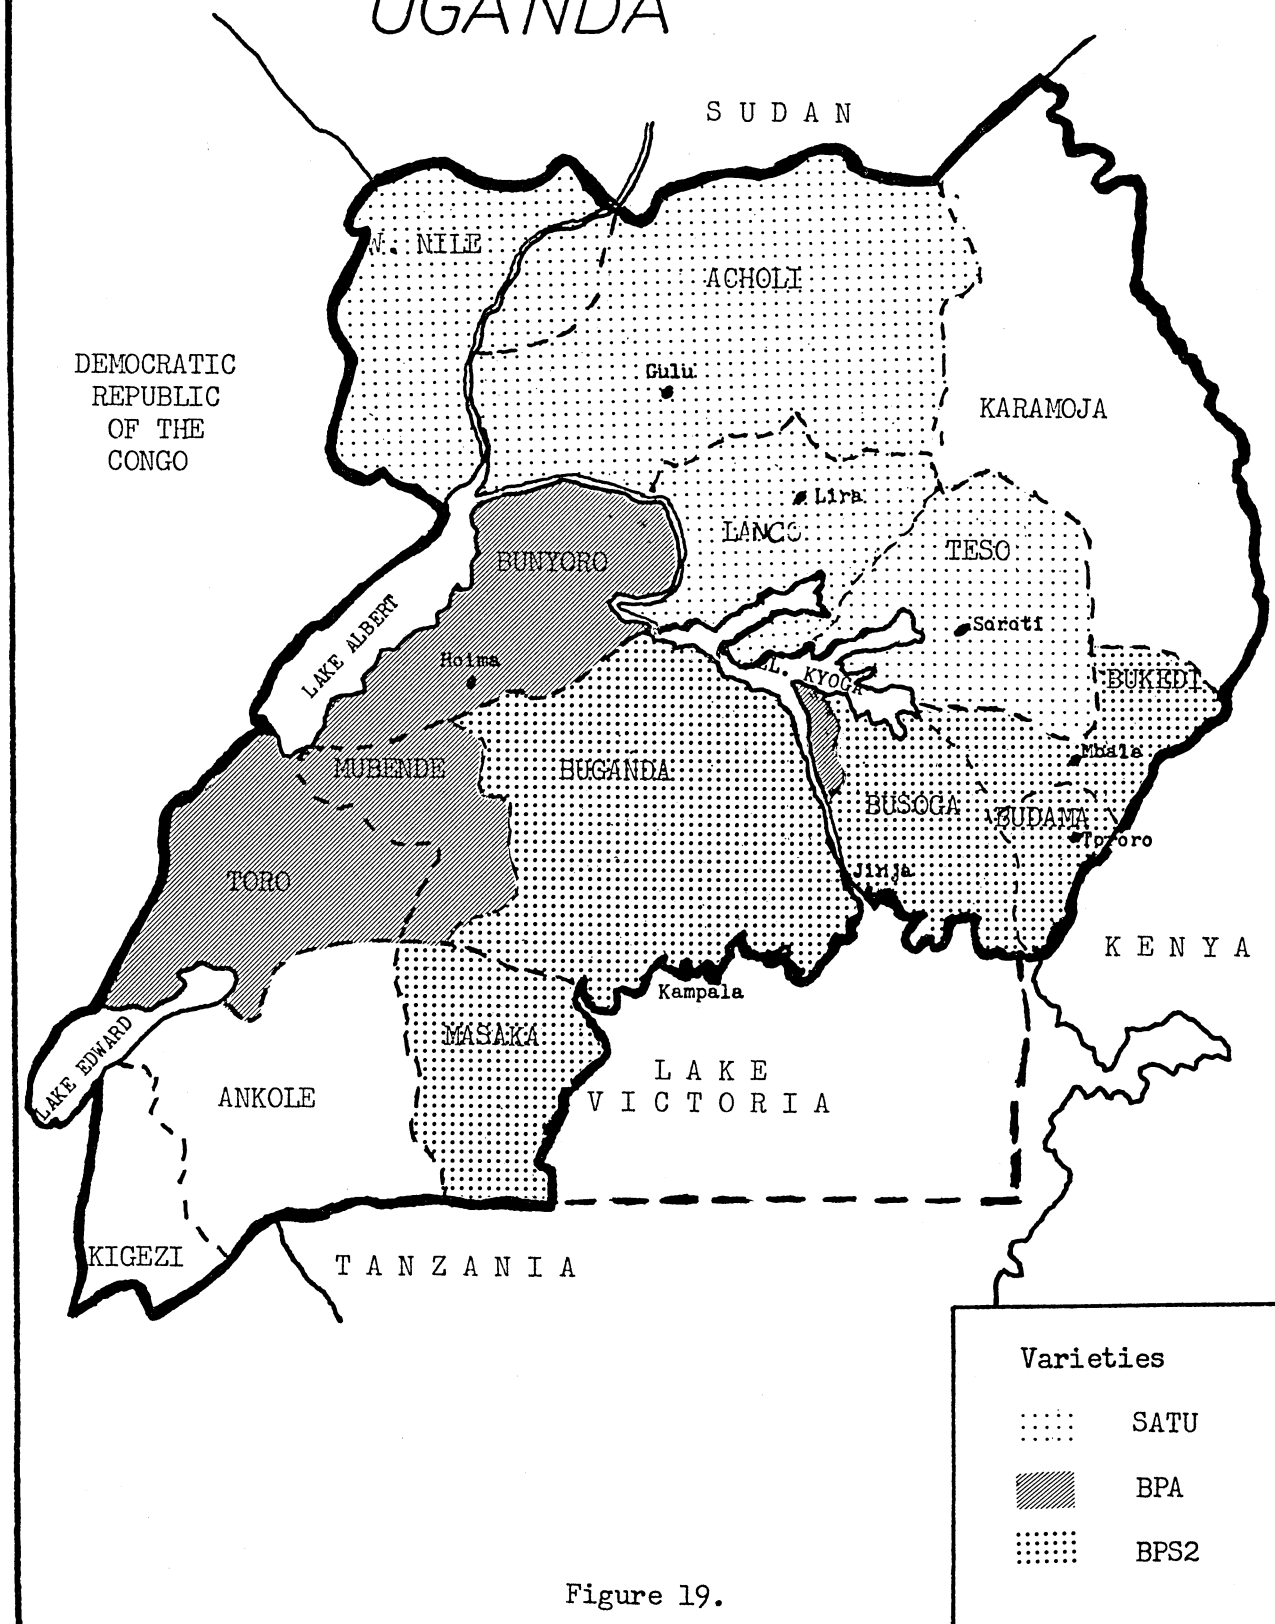 UGANDA
SUDAN
W. NILE
ACHOLI
DEMOCRATIC
REPUBLIC
OF THE
CONGO
Gulu
KARAMOJA
Lira
LANGO
TESO
BUNYORO
LAKE ALBERT
Soroti
Hoima
L. KYOGA
BUKEDI
Mbale
MUBENDE
BUGANDA
BUSOGA
BUDAMA
Tororo
TORO
Jinja
KENYA
Kampala
LAKE EDWARD
MASAKA
LAKE
VICTORIA
ANKOLE
KIGEZI
TANZANIA
Varieties
SATU
BPA
BPS2
Figure 19.